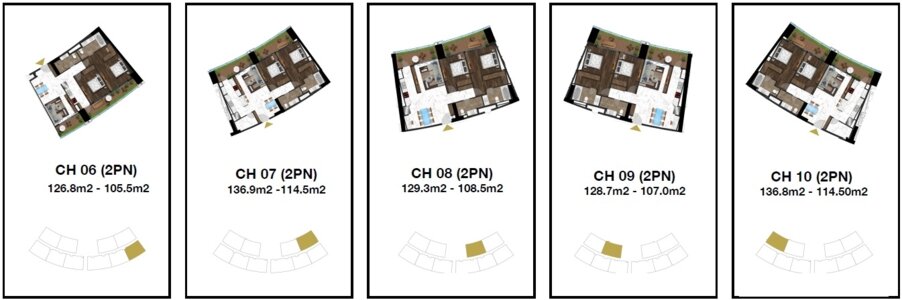 CH 06 (2PN)
126.8m2 - 105.5m2
CH 07 (2PN)
136.9m2 -114.5m2
CH 08 (2PN)
129.3m2 - 108.5m2
CH 09 (2PN)
128.7m2 - 107.0m2
CH 10 (2PN)
136.8m2 - 114.50m2